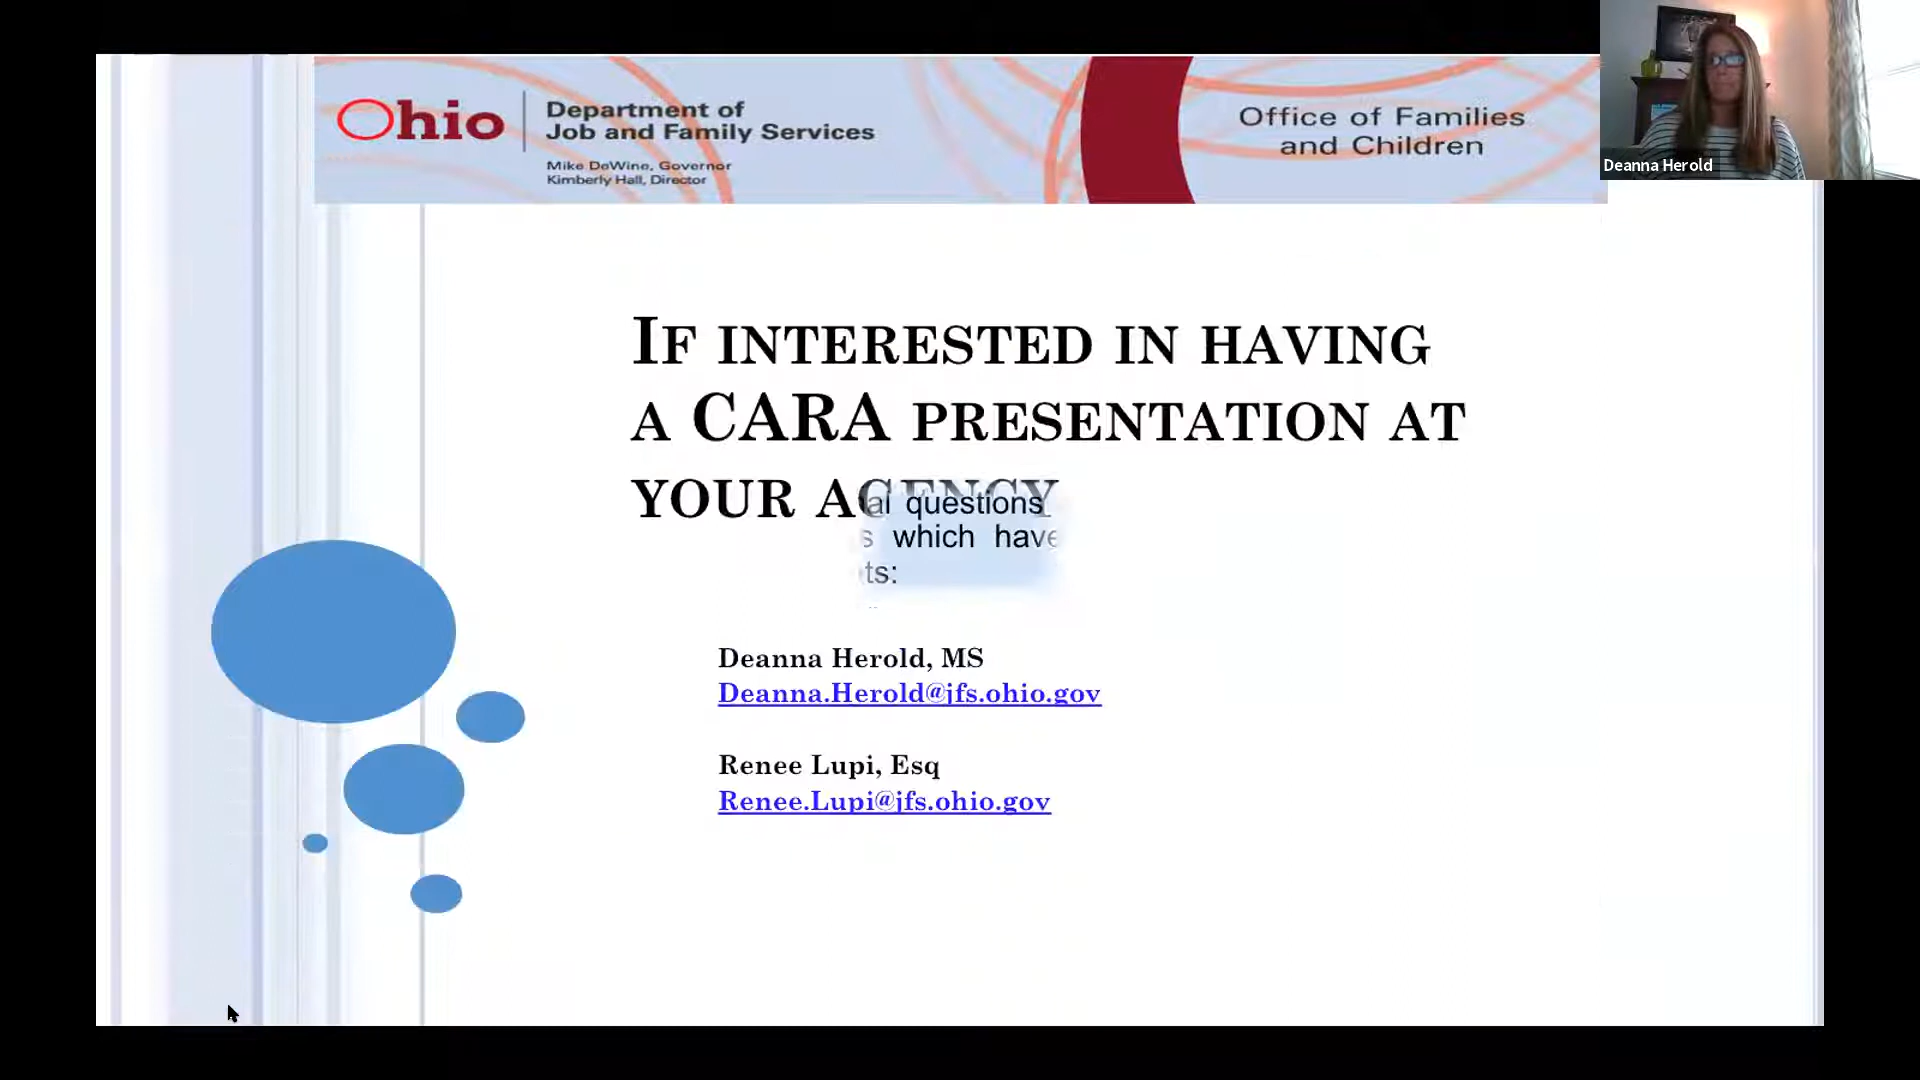 Ohio
Department of
Job and Family Services
Mike DeWine, Governor
Kimberly Hall, Director
Office of Families
and Children
Deanna Herold
IF INTERESTED IN HAVING
A CARA PRESENTATION AT
YOUR AGENCY
questions
which have
Deanna Herold, MS
Deanna.Herold@jfs.ohio.gov
Renee Lupi, Esq
Renee.Lupi@jfs.ohio.gov